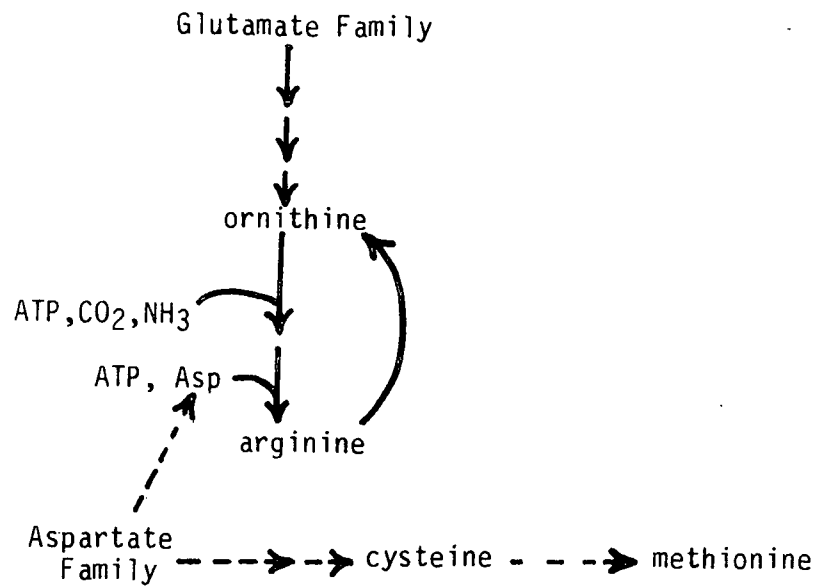 Glutamate Family
ornithine
ATP,CO2,NH3
ATP, Asp
arginine
Aspartate
Family
cysteine
methionine